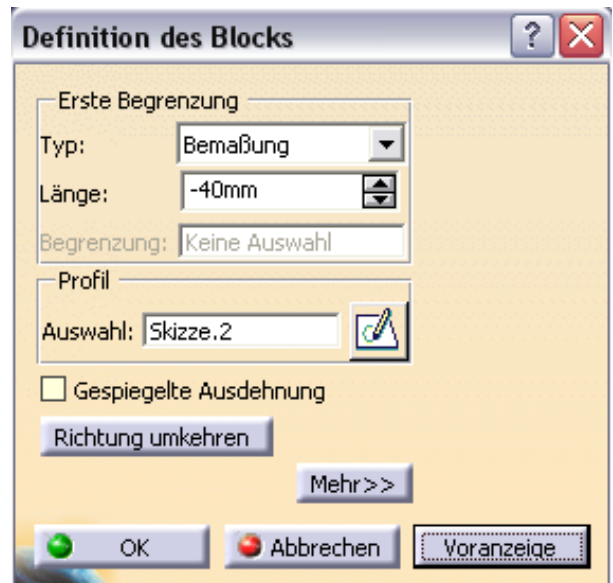 Definition des Blocks
Erste Begrenzung
Typ: Bemaßung
Länge: -40mm
Begrenzung: Keine Auswahl
Profil
Auswahl: Skizze.2
Gespiegelte Ausdehnung
Richtung umkehren
Mehr>>
OK Abbrechen Voranzeige